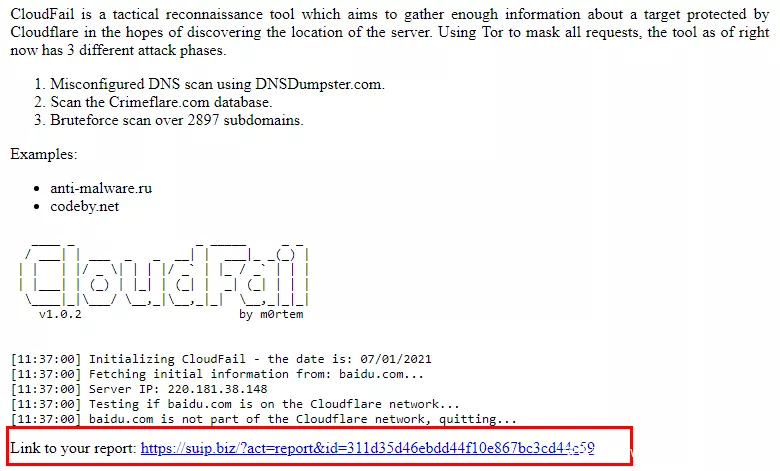 CloudFail is a tactical reconnaissance tool which aims to gather enough information about a target protected by
Cloudflare in the hopes of discovering the location of the server. Using Tor to mask all requests, the tool as of right
now has 3 different attack phases.
1. Misconfigured DNS scan using DNSDumpster.com.
2. Scan the Crimeflare.com database.
3. Bruteforce scan over 2897 subdomains.
Examples:
• anti-malware.ru
• codeby.net
CloudFail
v1.0.2 by m0rtem
[11:37:00] Initializing CloudFail - the date is: 07/01/2021
[11:37:00] Fetching initial information from: baidu.com...
[11:37:00] Server IP: 220.181.38.148
[11:37:00] Testing if baidu.com is on the Cloudflare network...
[11:37:00] baidu.com is not part of the Cloudflare network, quitting...
Link to your report: https://suip.biz/?act=report&id=311d35d46ebdd44f10e867bc3cd44c59